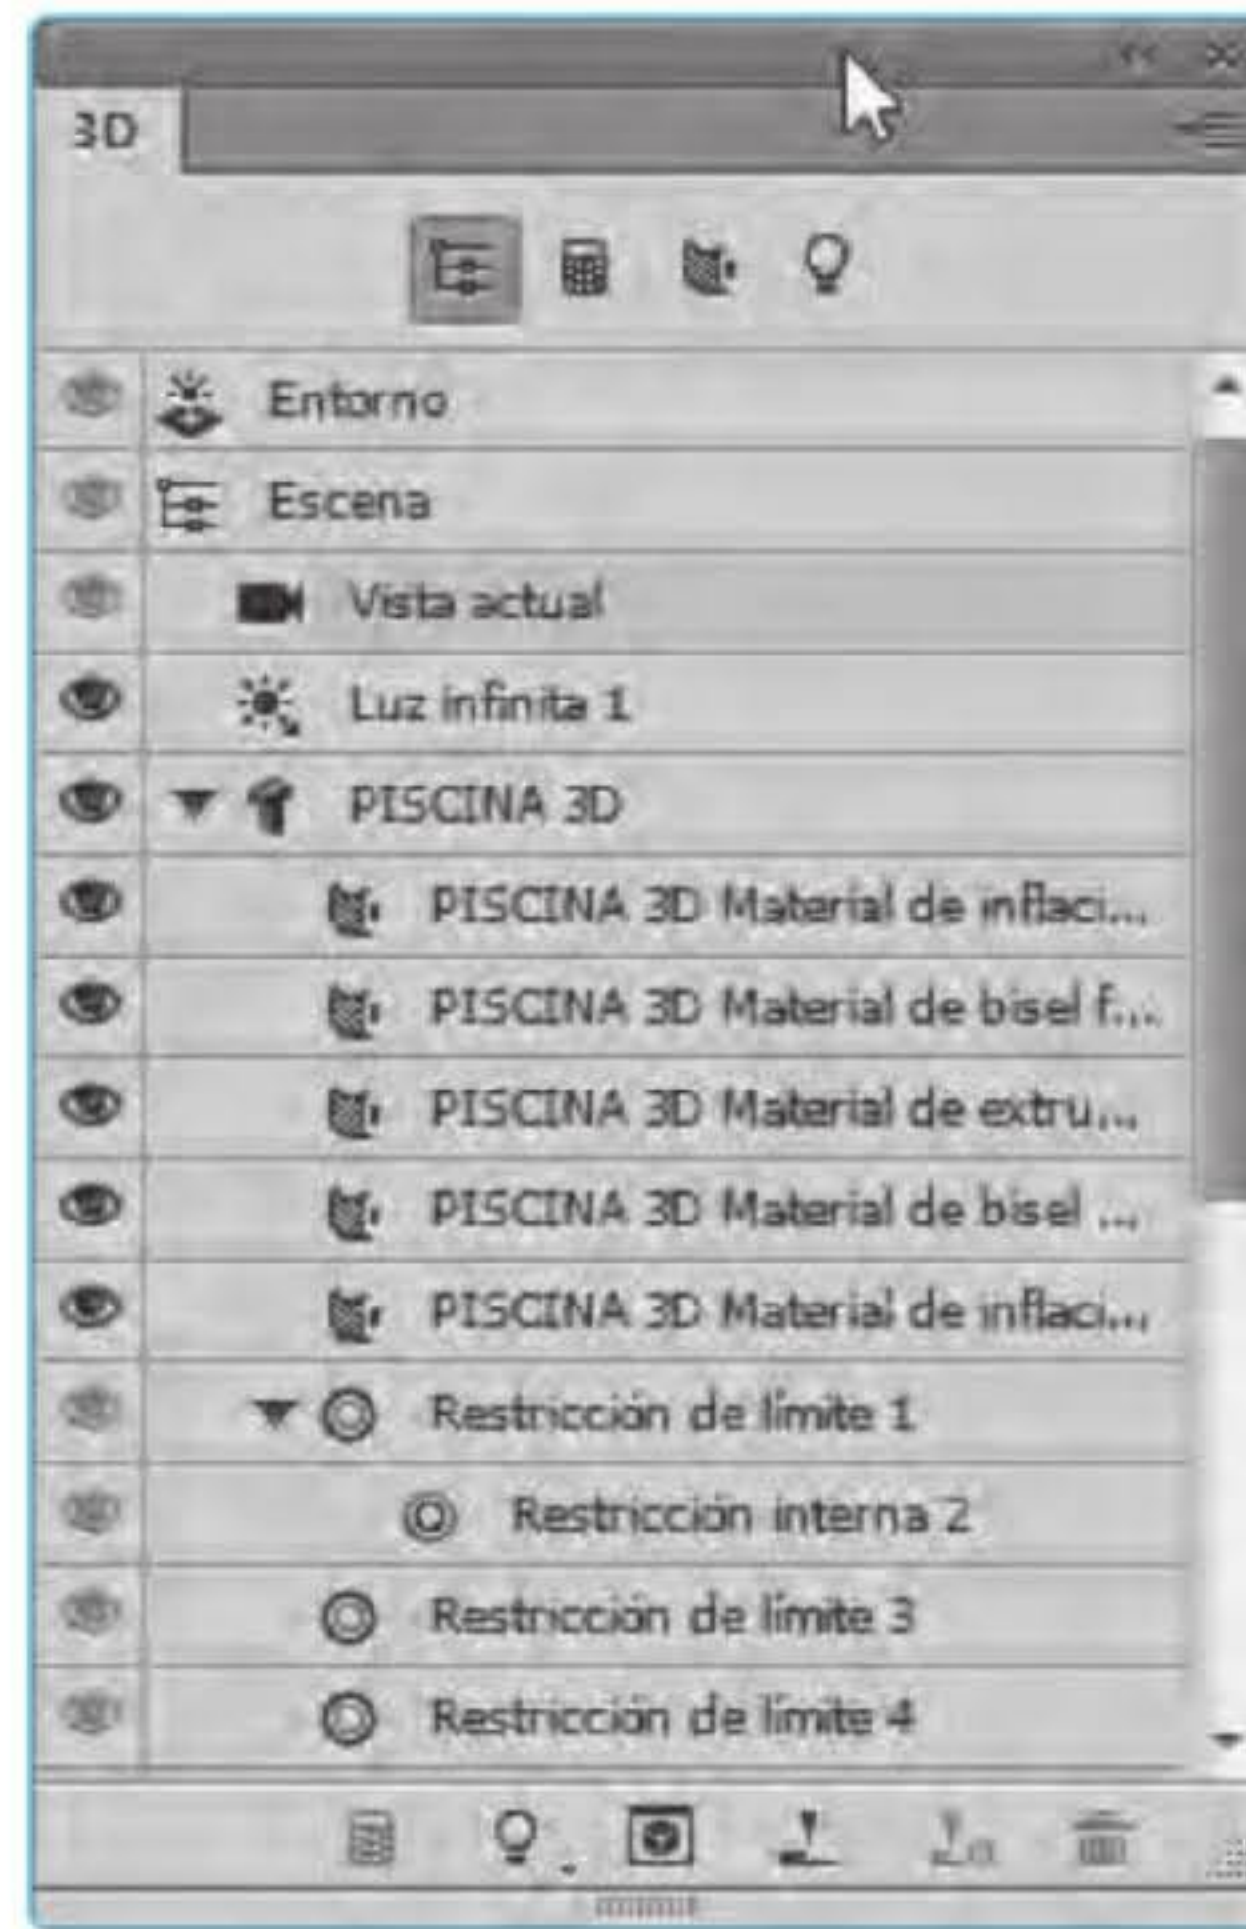 3D
Entorno
Escena
Vista actual
Luz infinita 1
PISCINA 3D
PISCINA 3D Material de inflaci...
PISCINA 3D Material de bisel f...
PISCINA 3D Material de extru...
PISCINA 3D Material de bisel ...
PISCINA 3D Material de inflaci...
Restricción de límite 1
Restricción interna 2
Restricción de límite 3
Restricción de límite 4